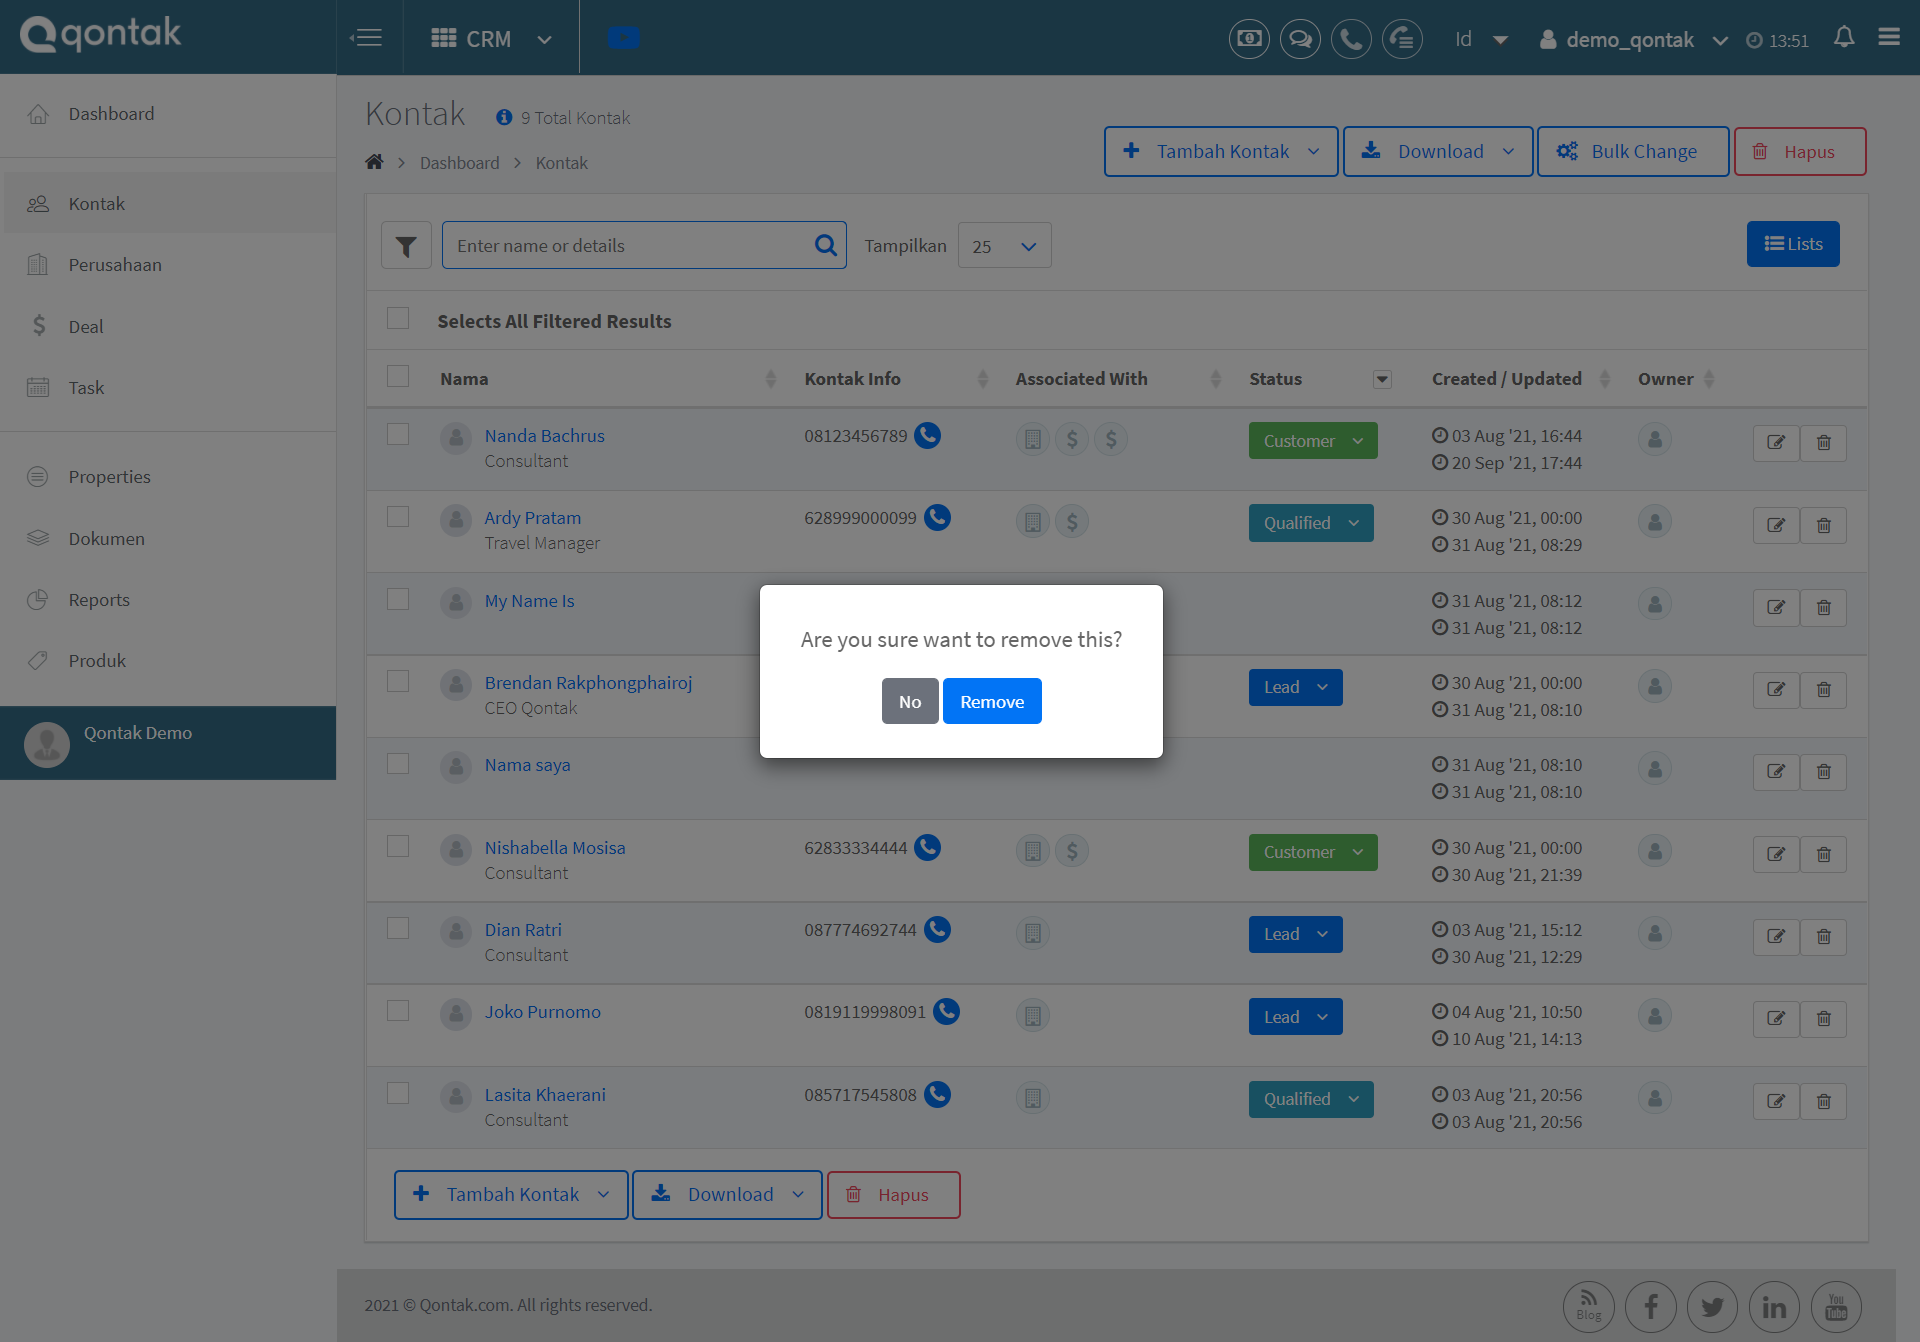 qontak
CRM
Id
demo_qontak
13:51
Dashboard
Kontak
Perusahaan
Deal
Task
Properties
Dokumen
Reports
Produk
Qontak Demo
Kontak
9 Total Kontak
Dashboard
Kontak
Tambah Kontak
Download
Bulk Change
Hapus
Enter name or details
Tampilkan
25
Lists
Selects All Filtered Results
Nama Kontak Info Associated With Status Created / Updated Owner
Nanda Bachrus 08123456789 Customer 03 Aug '21, 16:44
Consultant 20 Sep '21, 17:44
Ardy Pratam 628999000099 Qualified 30 Aug '21, 00:00
Travel Manager 31 Aug '21, 08:29
My Name Is 31 Aug '21, 08:12
31 Aug '21, 08:12
Are you sure want to remove this?
No
Remove
Brendan Rakphongphairoj Lead 30 Aug '21, 00:00
CEO Qontak 31 Aug '21, 08:10
Nama saya 31 Aug '21, 08:10
31 Aug '21, 08:10
Nishabella Mosisa 62833334444 Customer 30 Aug '21, 00:00
Consultant 30 Aug '21, 21:39
Dian Ratri 087774692744 Lead 03 Aug '21, 15:12
Consultant 30 Aug '21, 12:29
Joko Purnomo 0819119998091 Lead 04 Aug '21, 10:50
10 Aug '21, 14:13
Lasita Khaerani 085717545808 Qualified 03 Aug '21, 20:56
Consultant 03 Aug '21, 20:56
Tambah Kontak
Download
Hapus
2021 © Qontak.com. All rights reserved.
Blog
You
Tube